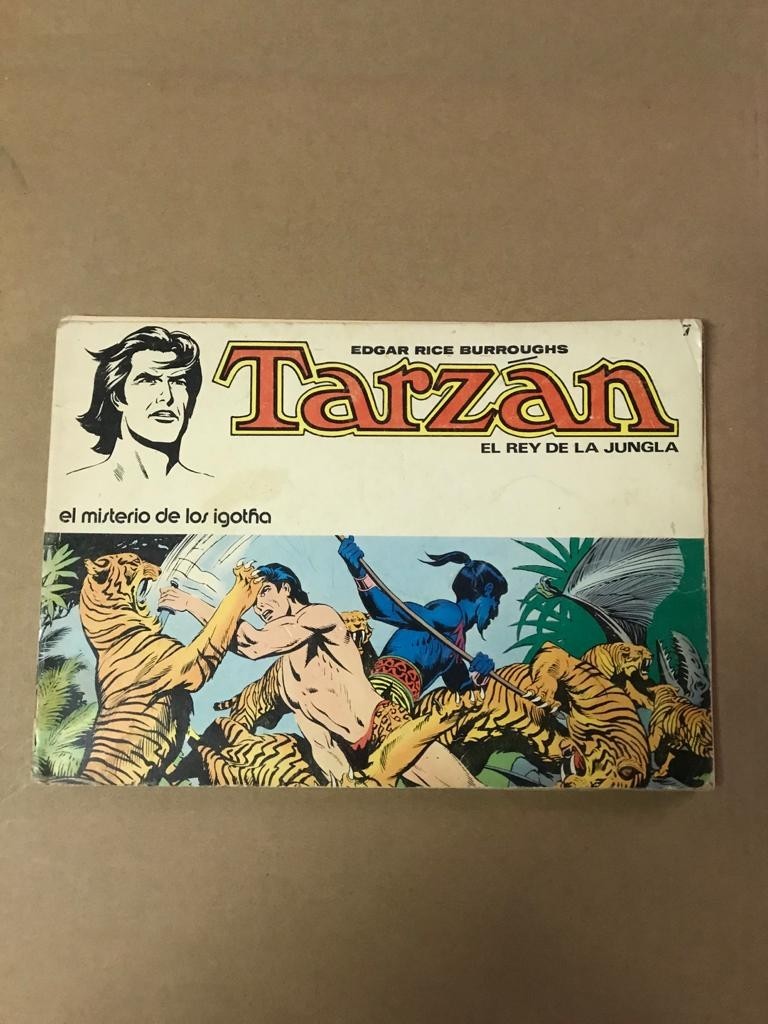 7
EDGAR RICE BURROUGHS
Tarzan
EL REY DE LA JUNGLA
el misterio de los igotha